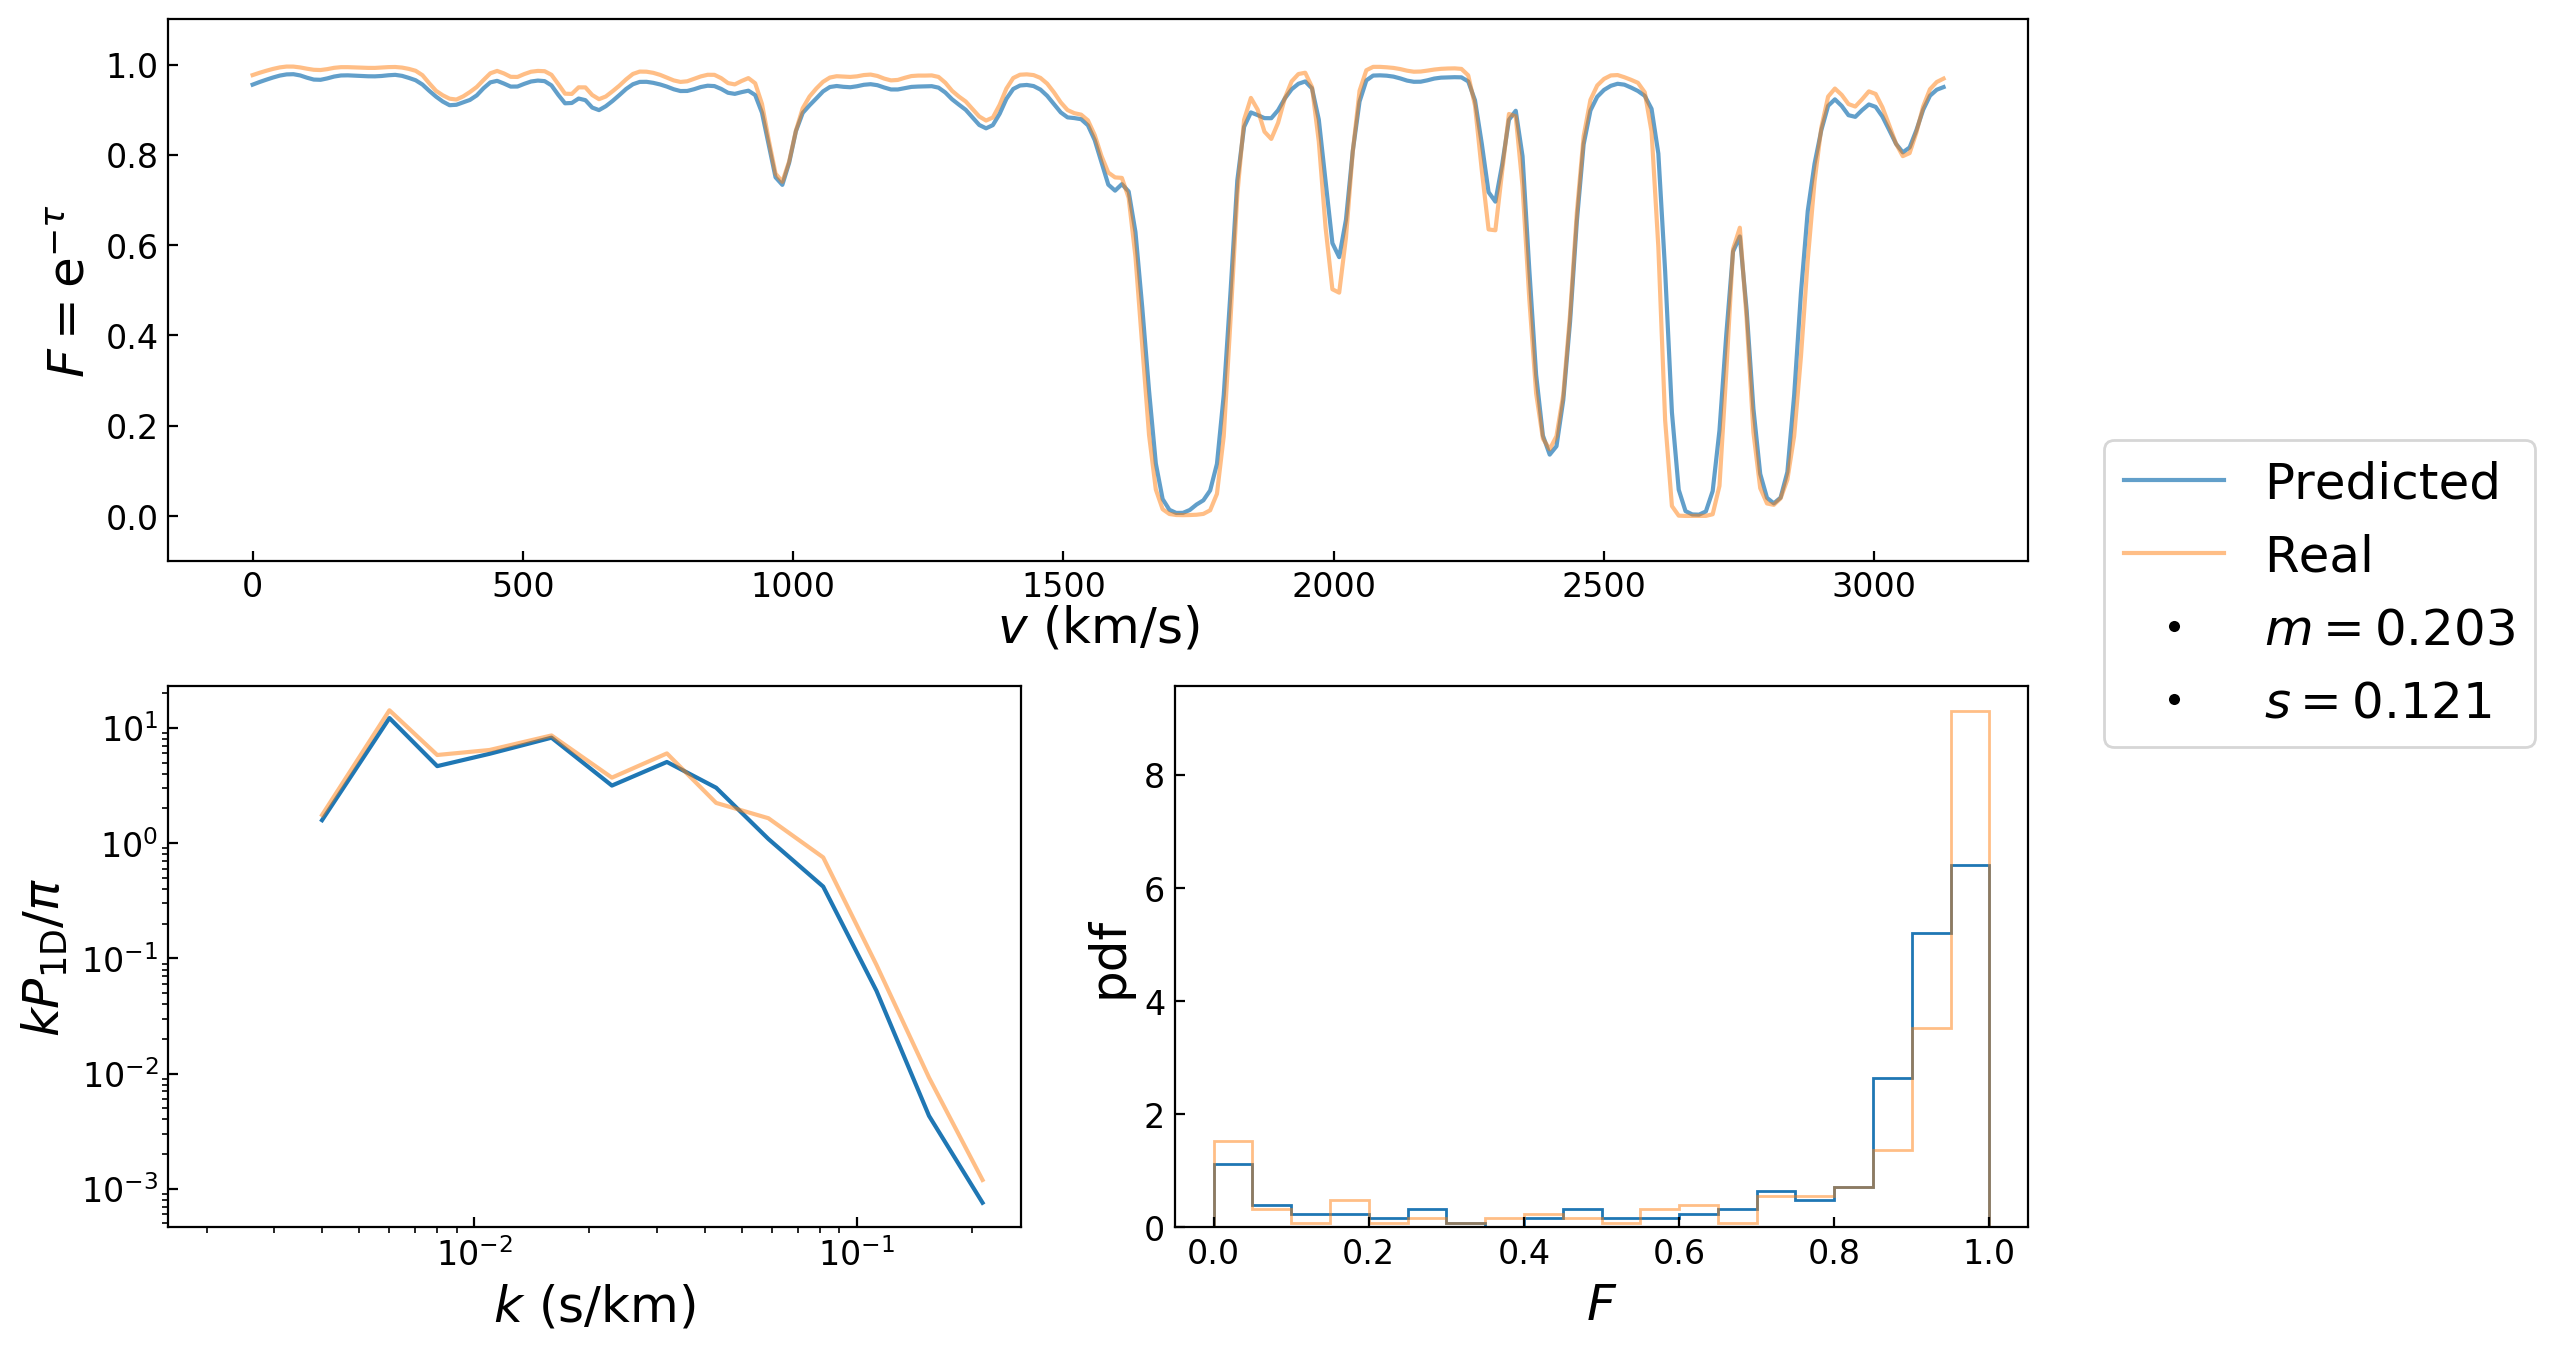 F = e^{-τ}
1.0
0.8
0.6
0.4
0.2
0.0
0 500 1000 1500 2000 2500 3000
v (km/s)
Predicted
Real
m = 0.203
s = 0.121
kP_{1D}/π
10^1
10^0
10^{-1}
10^{-2}
10^{-3}
10^{-2} 10^{-1}
k (s/km)
pdf
8
6
4
2
0
0.0 0.2 0.4 0.6 0.8 1.0
F